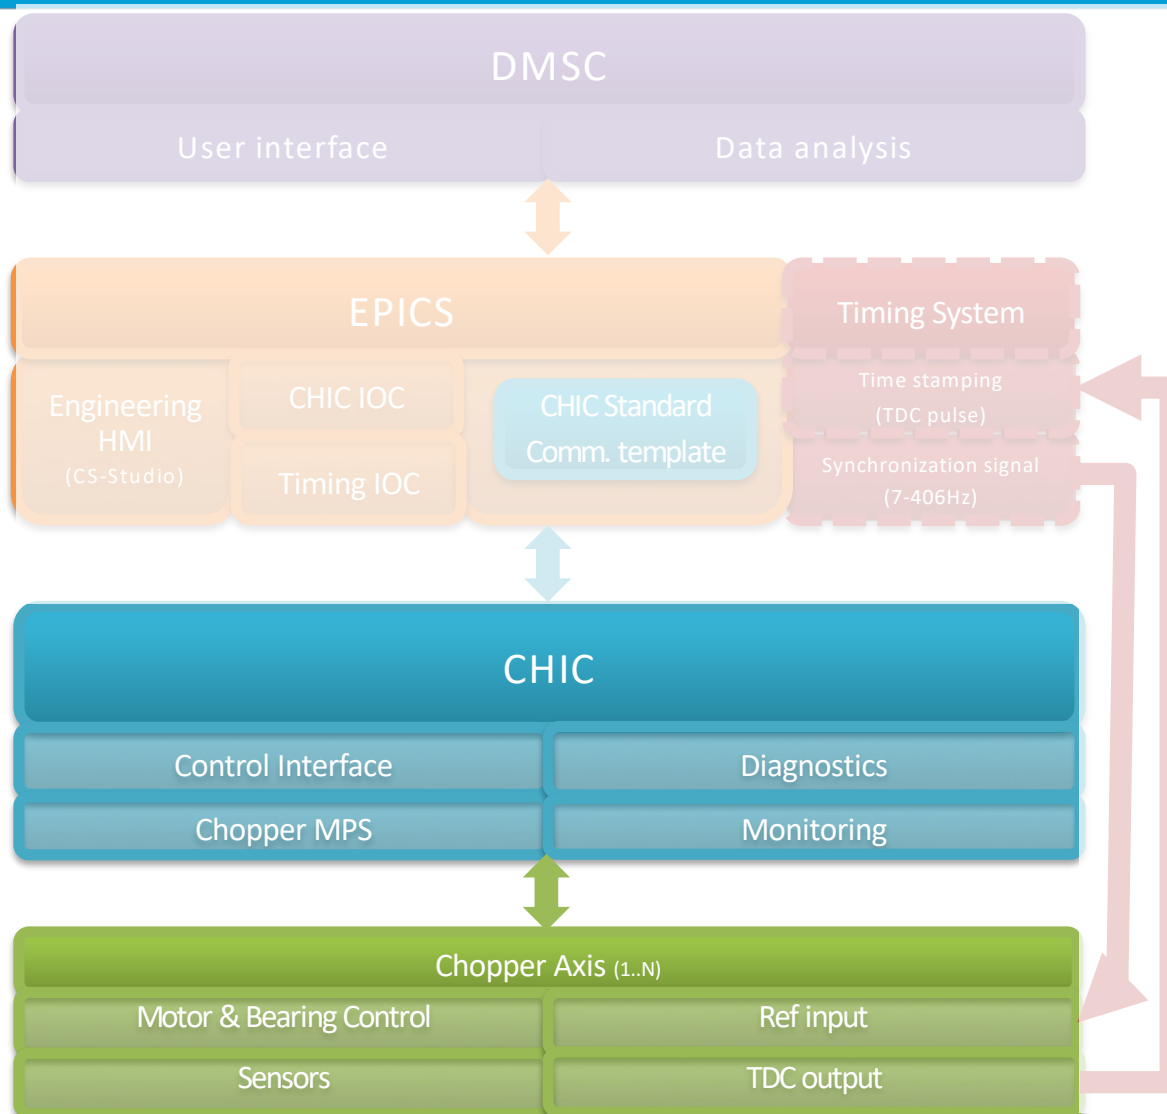 DMSC
User interface
Data analysis
EPICS
Timing System
Engineering
HMI
(CS-Studio)
CHIC IOC
Timing IOC
CHIC Standard
Comm. template
Time stamping
(TDC pulse)
Synchronization signal
(7-406Hz)
CHIC
Control Interface
Diagnostics
Chopper MPS
Monitoring
Chopper Axis (1..N)
Motor & Bearing Control
Ref input
Sensors
TDC output